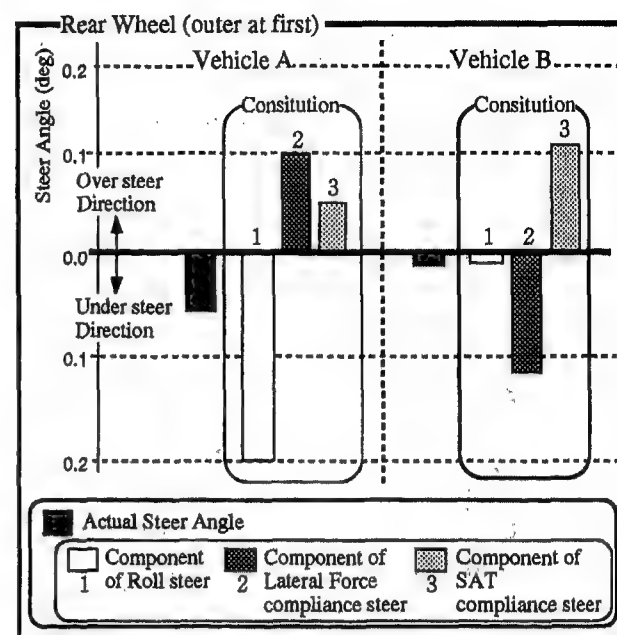 Rear Wheel (outer at first)
Steer Angle (deg)
Vehicle A
Vehicle B
0.2
0.1
0.0
0.1
0.2
Over steer
Direction
Under steer
Direction
Consitution
1
2
3
Consitution
1
2
3
Actual Steer Angle
1
Component
of Roll steer
2
Component of
Lateral Force
compliance steer
3
Component of
SAT
compliance steer